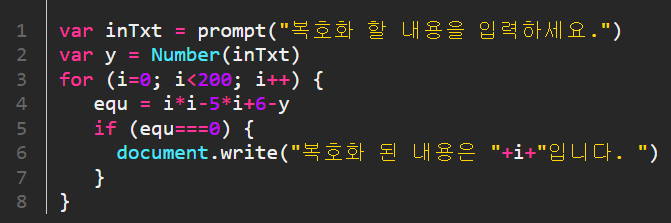 1 var inTxt = prompt("복호화 할 내용을 입력하세요.")
2 var y = Number(inTxt)
3 for (i=0; i<200; i++) {
4 equ = i*i-5*i+6-y
5 if (equ===0) {
6 document.write("복호화 된 내용은 "+i+"입니다. ")
7 }
8 }